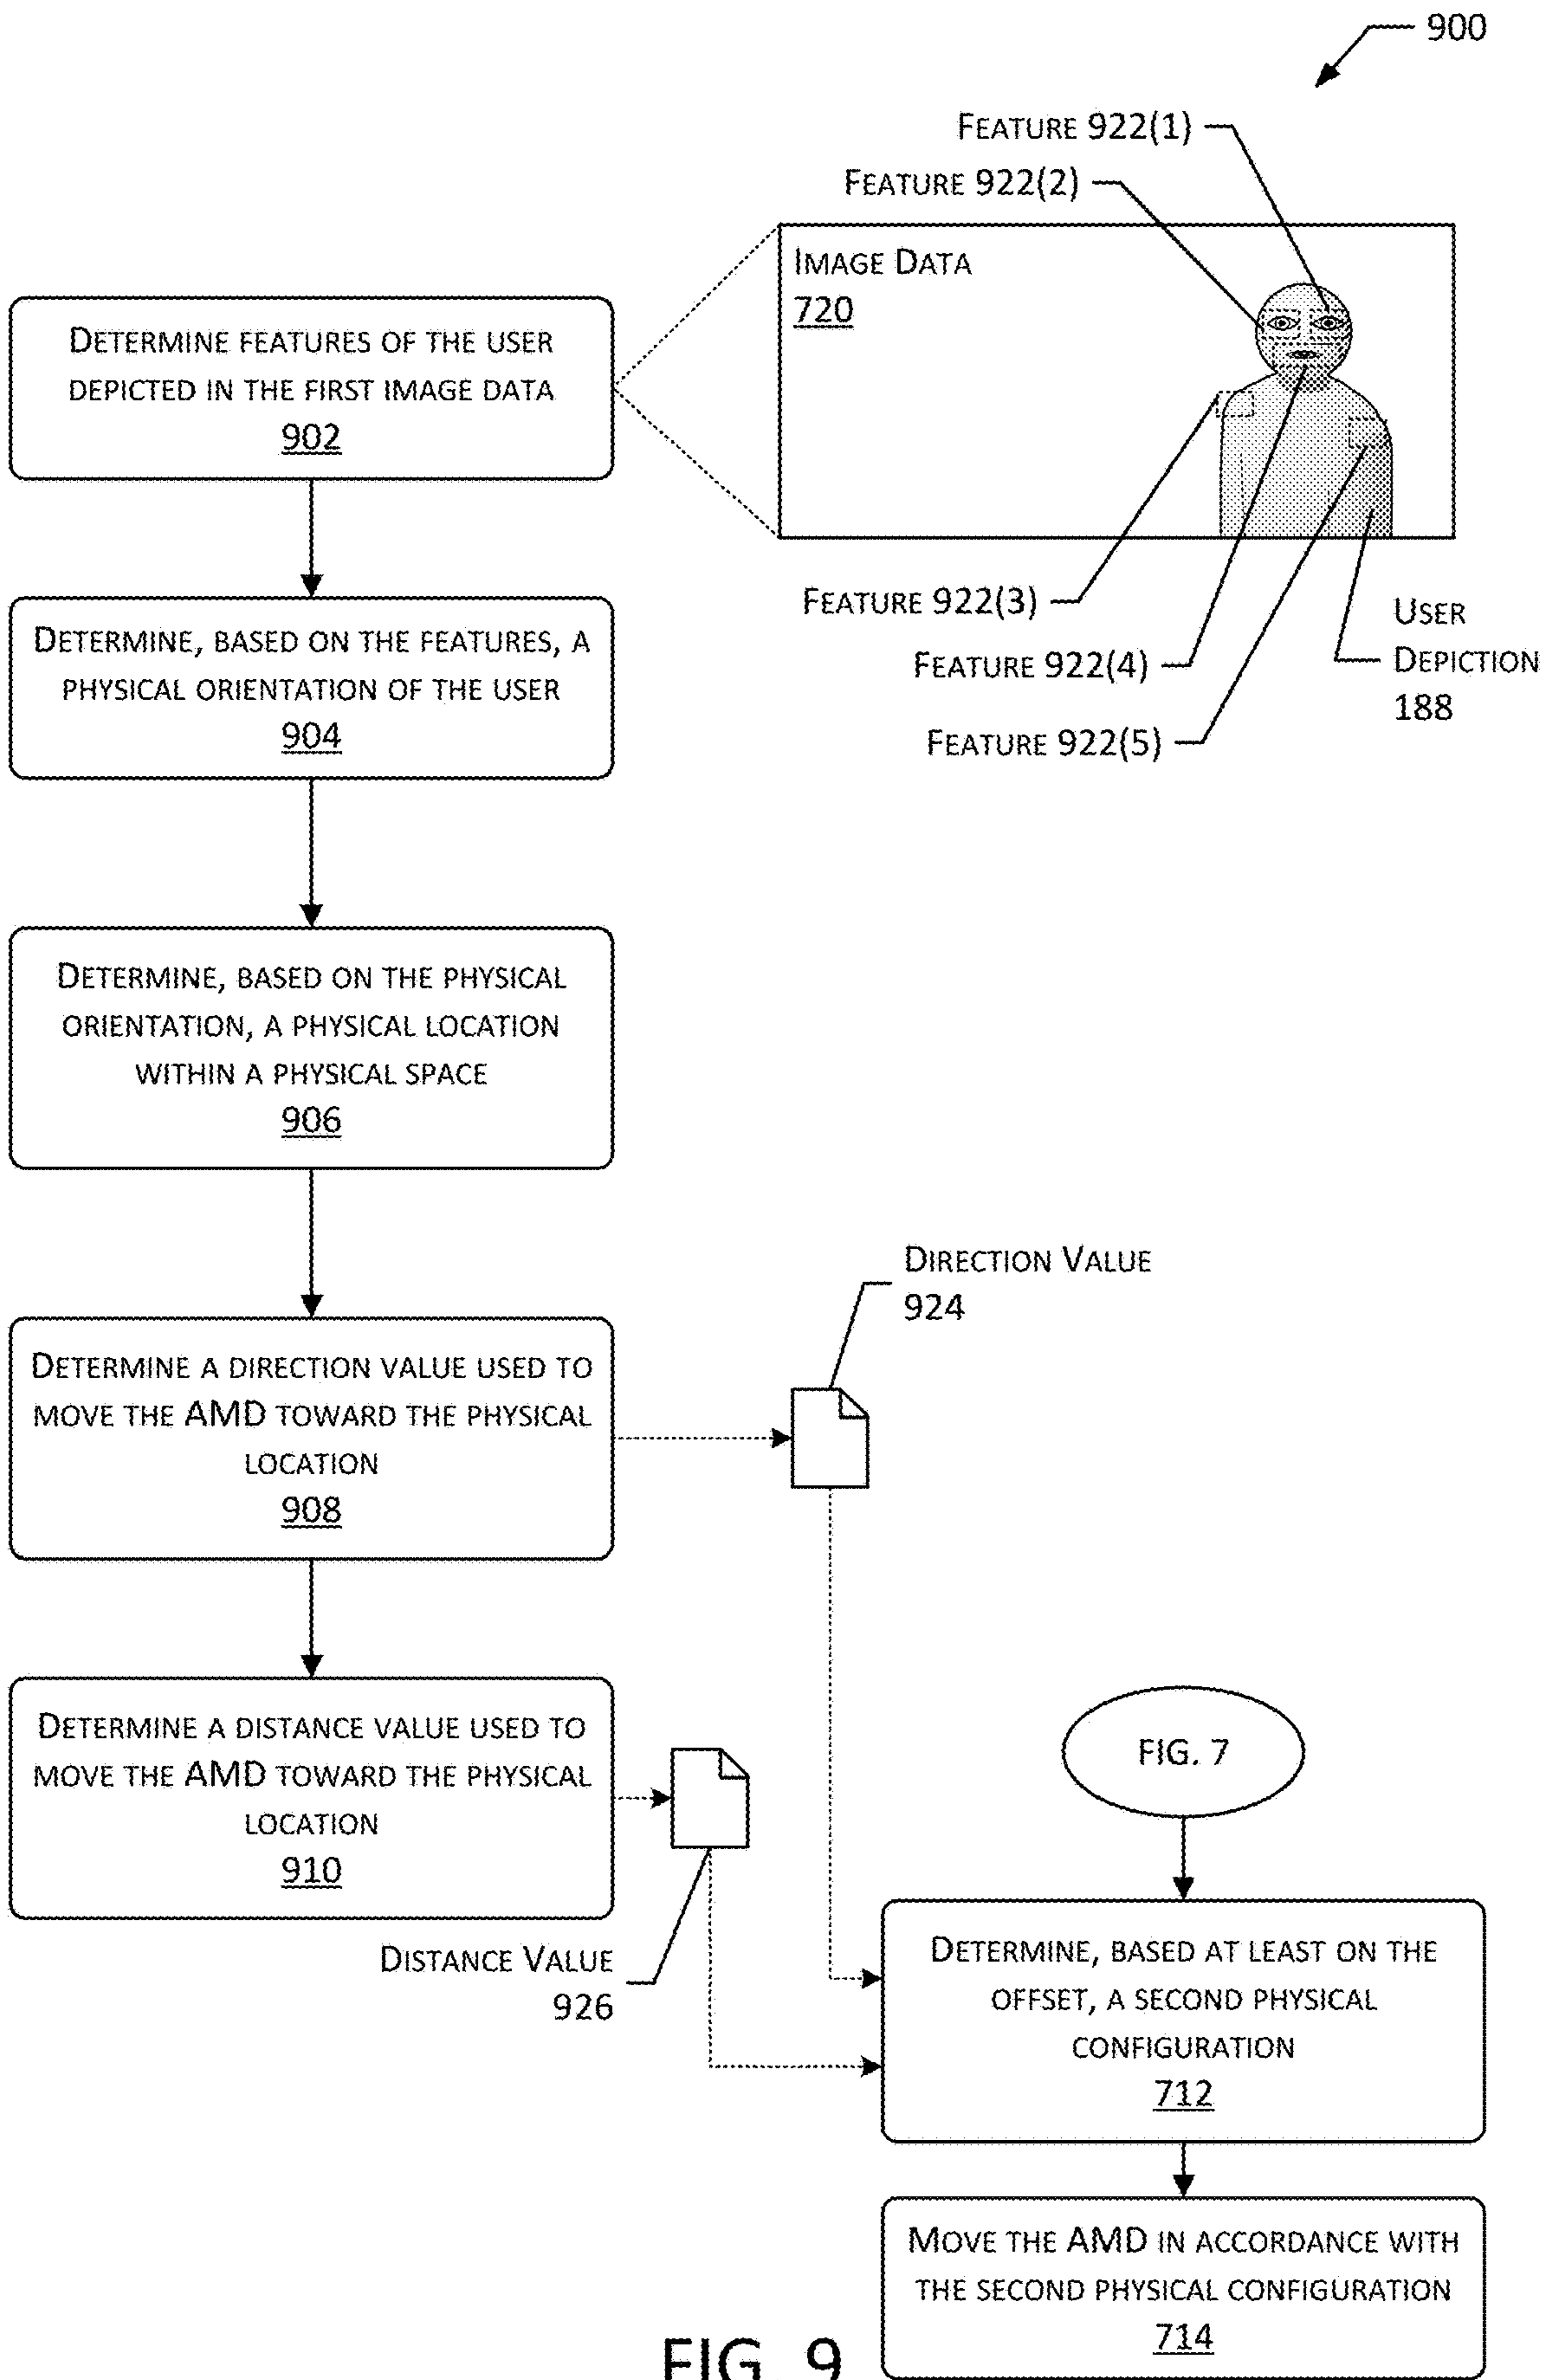 900
FEATURE 922(1)
FEATURE 922(2)
IMAGE DATA
720
DETERMINE FEATURES OF THE USER
DEPICTED IN THE FIRST IMAGE DATA
902
FEATURE 922(3)
FEATURE 922(4)
FEATURE 922(5)
USER
DEPICTION
188
DETERMINE, BASED ON THE FEATURES, A
PHYSICAL ORIENTATION OF THE USER
904
DETERMINE, BASED ON THE PHYSICAL
ORIENTATION, A PHYSICAL LOCATION
WITHIN A PHYSICAL SPACE
906
DIRECTION VALUE
924
DETERMINE A DIRECTION VALUE USED TO
MOVE THE AMD TOWARD THE PHYSICAL
LOCATION
908
DETERMINE A DISTANCE VALUE USED TO
MOVE THE AMD TOWARD THE PHYSICAL
LOCATION
910
DISTANCE VALUE
926
FIG. 7
DETERMINE, BASED AT LEAST ON THE
OFFSET, A SECOND PHYSICAL
CONFIGURATION
712
MOVE THE AMD IN ACCORDANCE WITH
THE SECOND PHYSICAL CONFIGURATION
714
FIG. 9